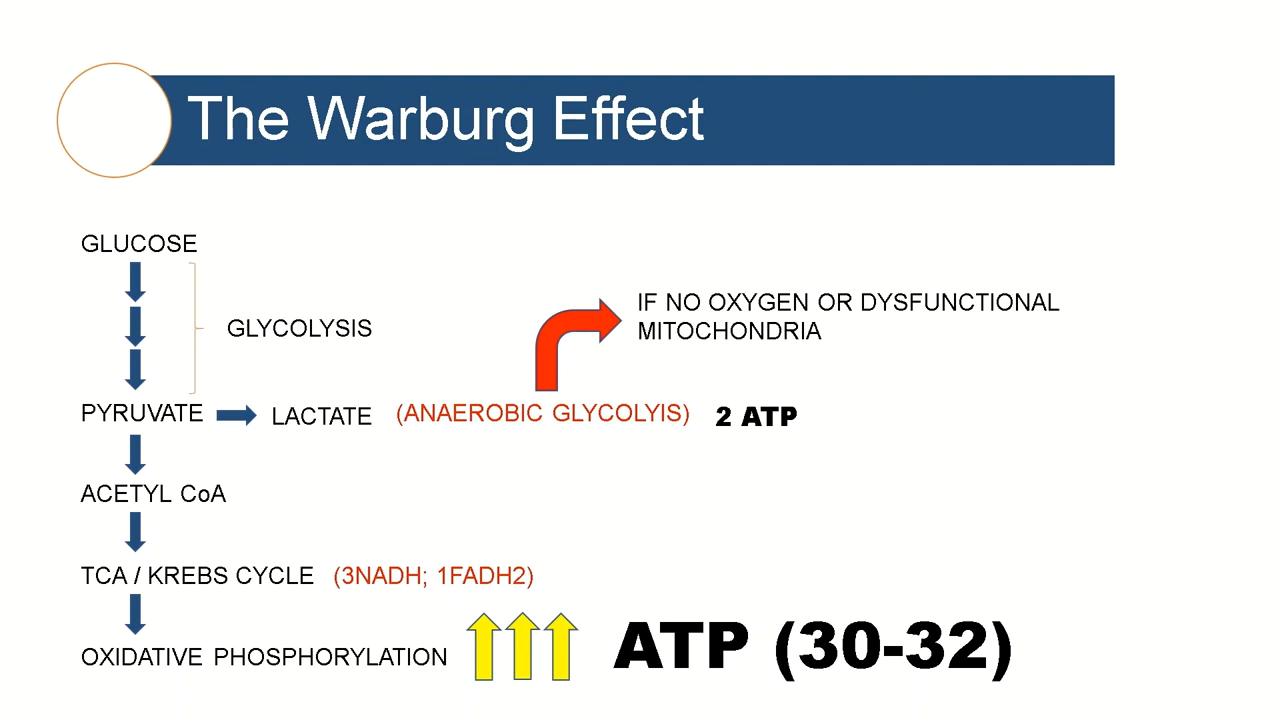 The Warburg Effect
GLUCOSE
IF NO OXYGEN OR DYSFUNCTIONAL
MITOCHONDRIA
GLYCOLYSIS
PYRUVATE LACTATE (ANAEROBIC GLYCOLYIS) 2 ATP
ACETYL CoA
TCA / KREBS CYCLE (3NADH; 1FADH2)
OXIDATIVE PHOSPHORYLATION ATP (30-32)